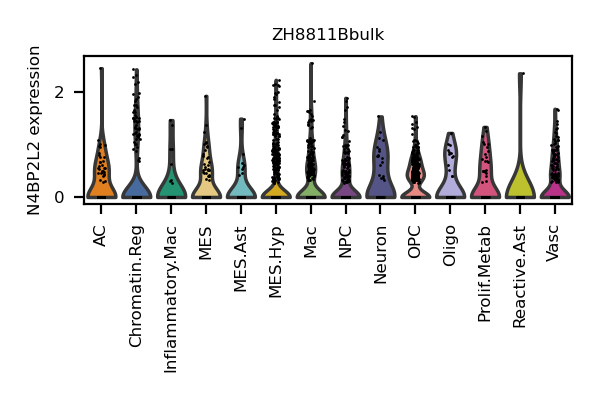 ZH8811Bbulk
N4BP2L2 expression
2
0
AC
Chromatin.Reg
Inflammatory.Mac
MES
MES.Ast
MES.Hyp
Mac
NPC
Neuron
OPC
Oligo
Prolif.Metab
Reactive.Ast
Vasc